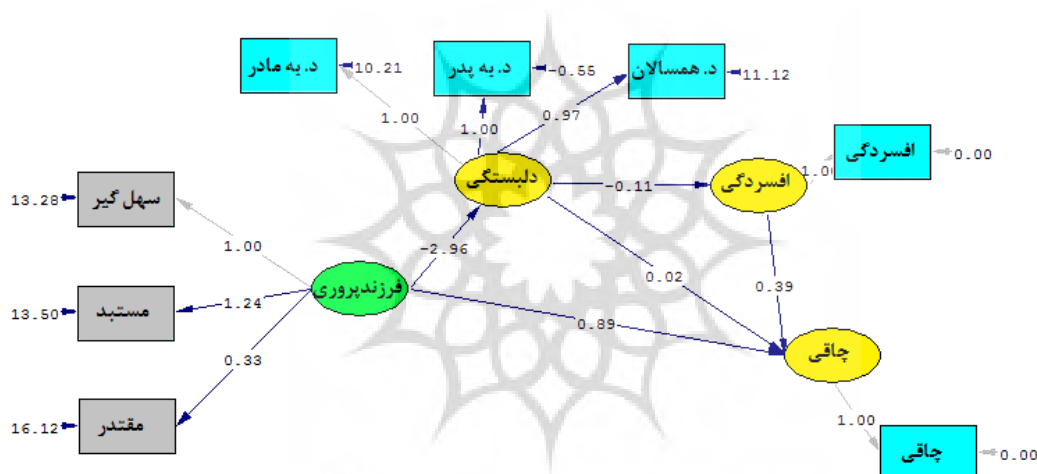 د. به مادر
10.21
د. به پدر
-0.55
د. همسالان
11.12
1.00
1.00
0.97
افسردگی
0.00
1.00
دلبستگی
-0.11
افسردگی
13.28
سهل گیر
1.00
-2.96
0.02
0.39
فرزندپروری
13.50
مستبد
1.24
0.89
چاقی
0.33
16.12
مقتدر
1.00
چاقی
0.00